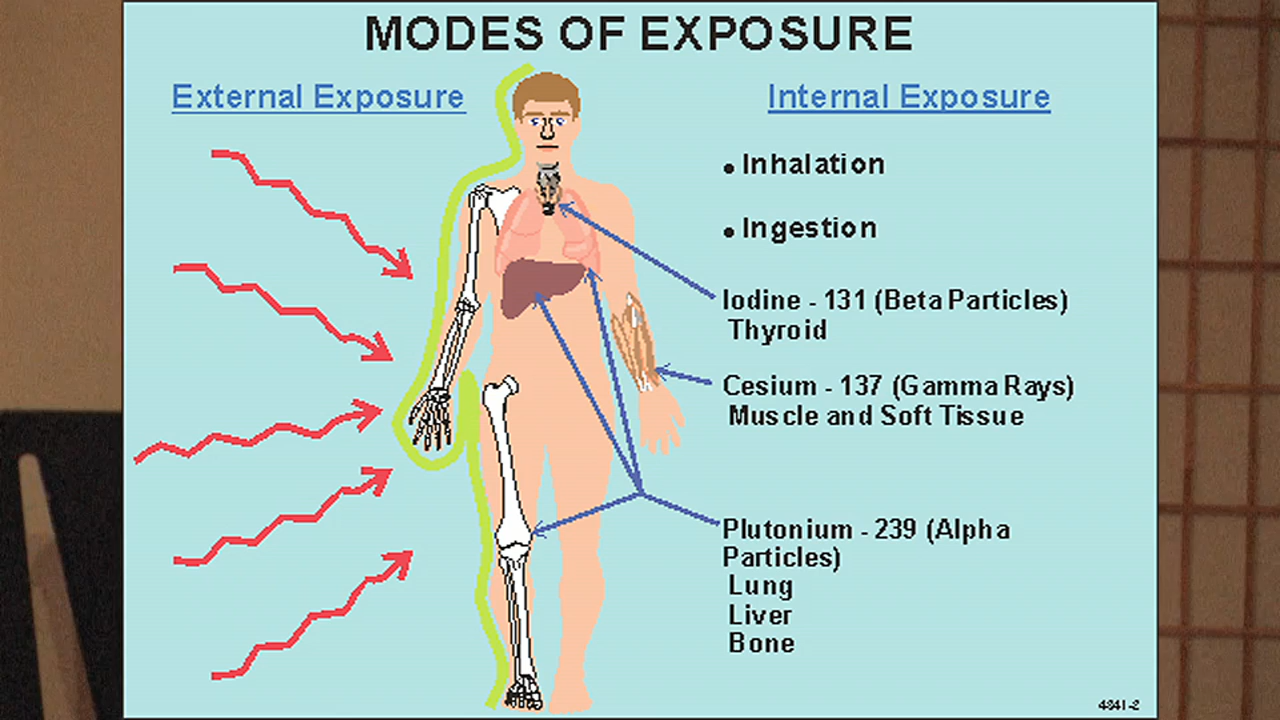 MODES OF EXPOSURE
External Exposure
Internal Exposure
• Inhalation
• Ingestion
Iodine - 131 (Beta Particles)
Thyroid
Cesium - 137 (Gamma Rays)
Muscle and Soft Tissue
Plutonium - 239 (Alpha
Particles)
Lung
Liver
Bone
4841-2